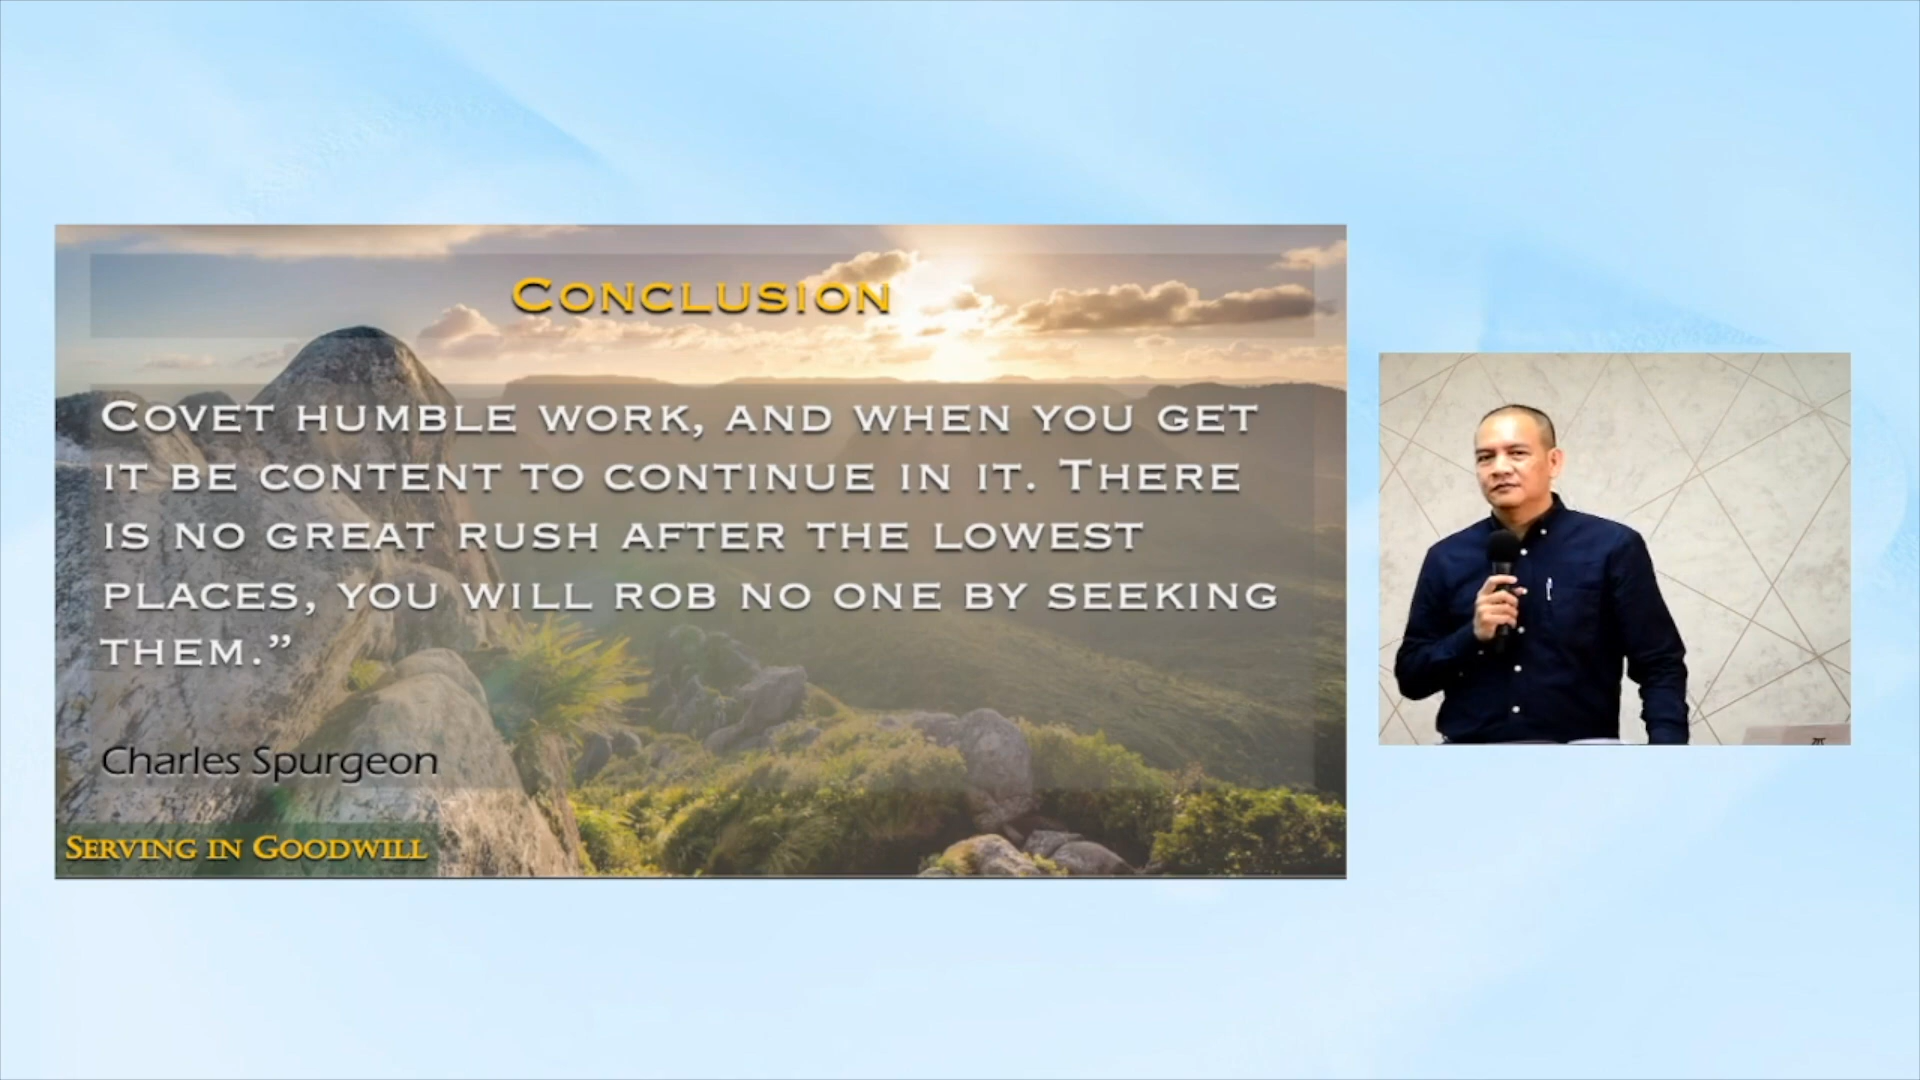 CONCLUSION
COVET HUMBLE WORK, AND WHEN YOU GET
IT BE CONTENT TO CONTINUE IN IT. THERE
IS NO GREAT RUSH AFTER THE LOWEST
PLACES, YOU WILL ROB NO ONE BY SEEKING
THEM.”
Charles Spurgeon
SERVING IN GOODWILL